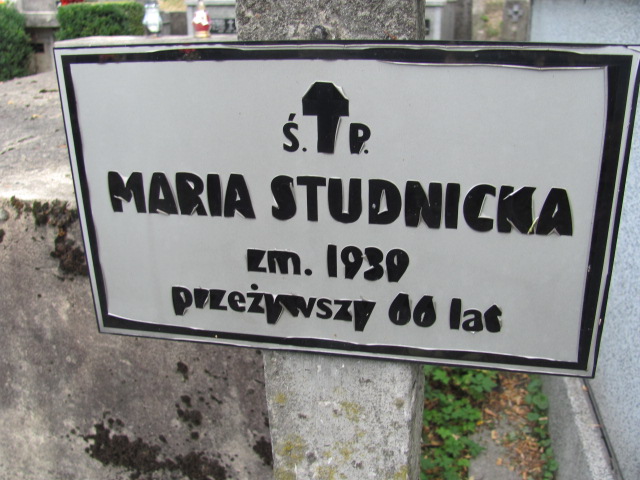 Ś. P.
MARIA STUDNICKA
zm. 1939
przeżywszy 66 lat